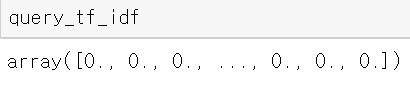 query_tf_idf
array([0., 0., 0., ..., 0., 0., 0.])